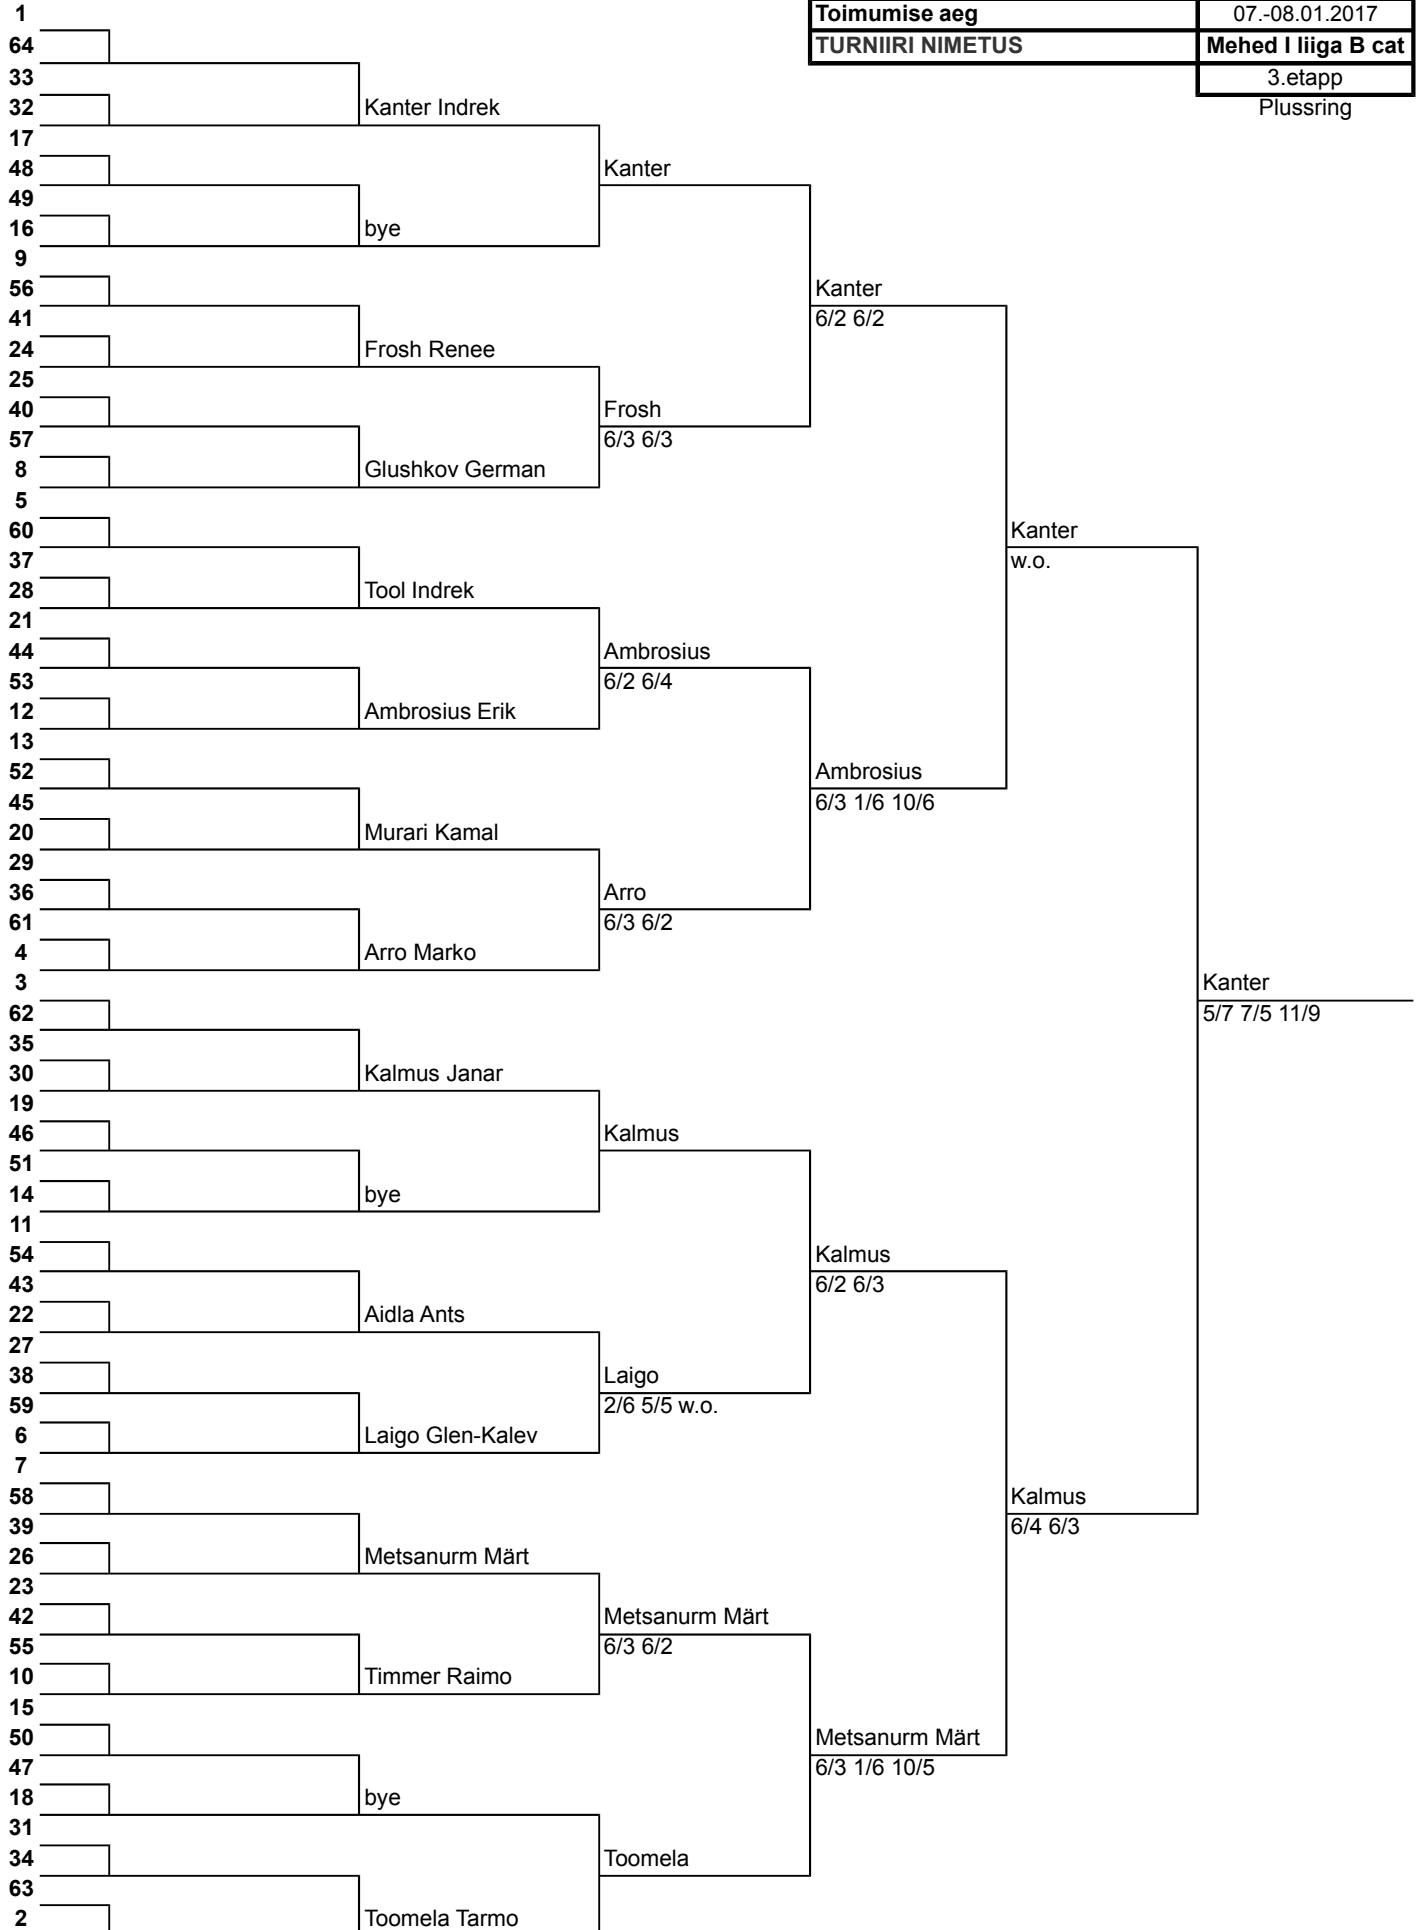 1
Toimumise aeg 07.-08.01.2017
64
TURNIIRI NIMETUS Mehed I liiga B cat
33
3.etapp
32
Kanter Indrek
Plussring
17
48
Kanter
49
16
bye
9
56
Kanter
41
6/2 6/2
24
Frosh Renee
25
40
Frosh
57
6/3 6/3
8
Glushkov German
5
60
Kanter
37
w.o.
28
Tool Indrek
21
44
Ambrosius
53
6/2 6/4
12
Ambrosius Erik
13
52
Ambrosius
45
6/3 1/6 10/6
20
Murari Kamal
29
36
Arro
61
6/3 6/2
4
Arro Marko
3
Kanter
62
5/7 7/5 11/9
35
30
Kalmus Janar
19
46
Kalmus
51
14
bye
11
54
Kalmus
43
6/2 6/3
22
Aidla Ants
27
38
Laigo
59
2/6 5/5 w.o.
6
Laigo Glen-Kalev
7
58
Kalmus
39
6/4 6/3
26
Metsanurm Märt
23
42
Metsanurm Märt
55
6/3 6/2
10
Timmer Raimo
15
50
Metsanurm Märt
47
6/3 1/6 10/5
18
bye
31
34
Toomela
63
2
Toomela Tarmo